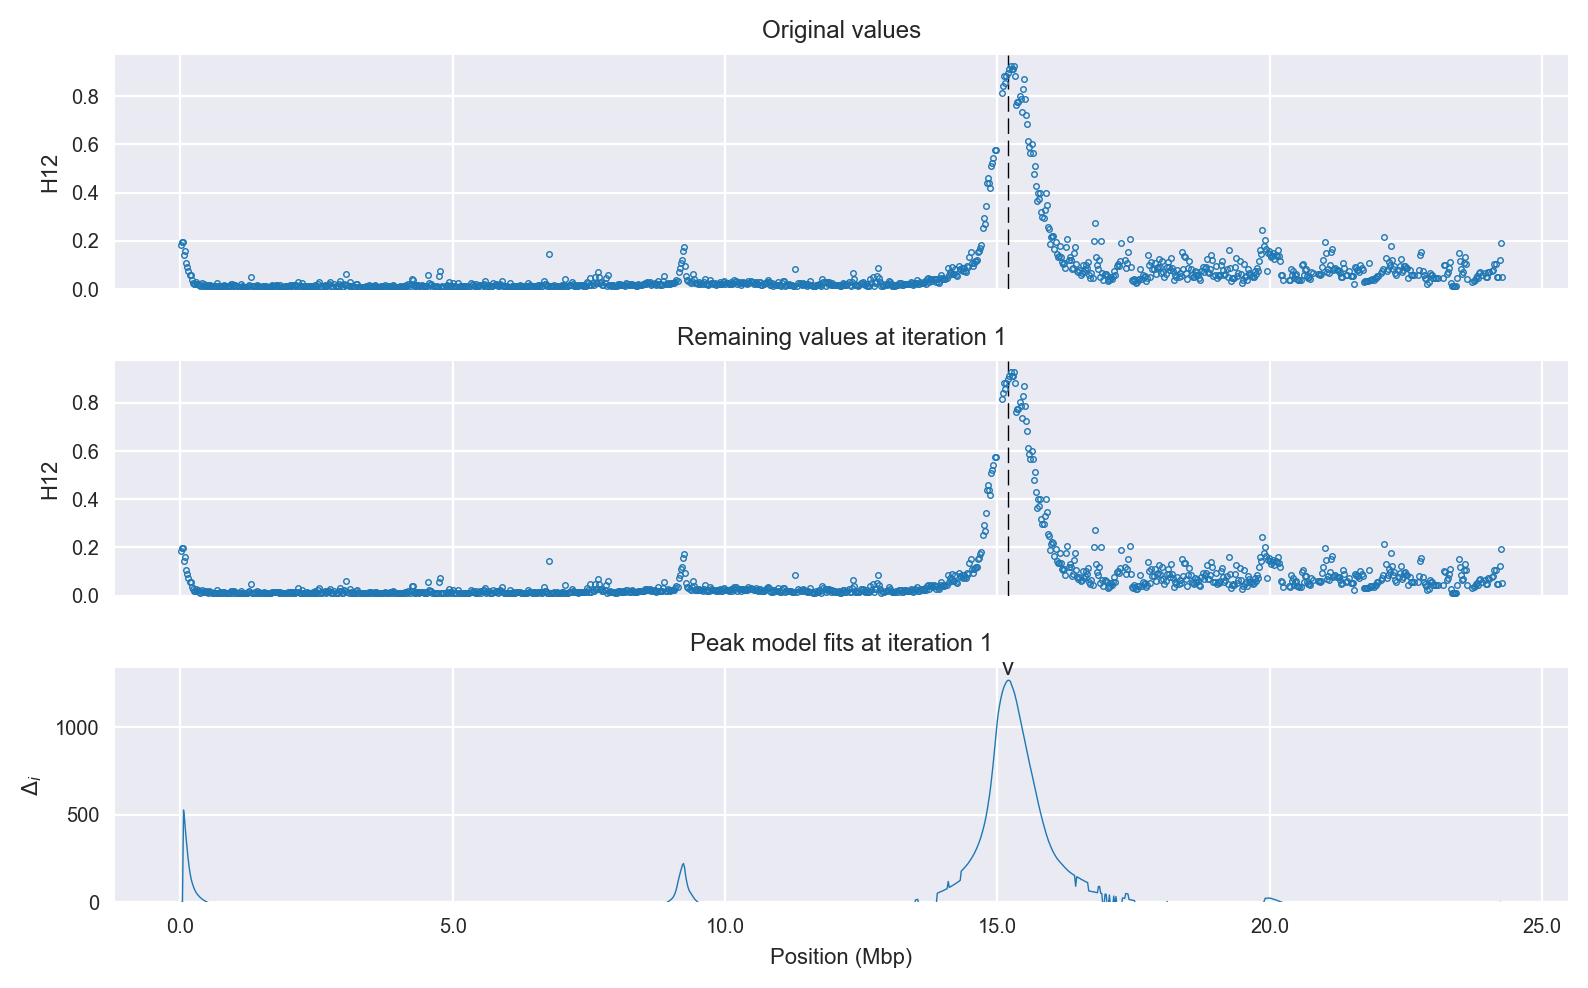 Original values
0.8
0.6
0.4
0.2
0.0
H12
Remaining values at iteration 1
0.8
0.6
0.4
0.2
0.0
H12
Peak model fits at iteration 1
v
1000
500
0
Δi
0.0 5.0 10.0 15.0 20.0 25.0
Position (Mbp)